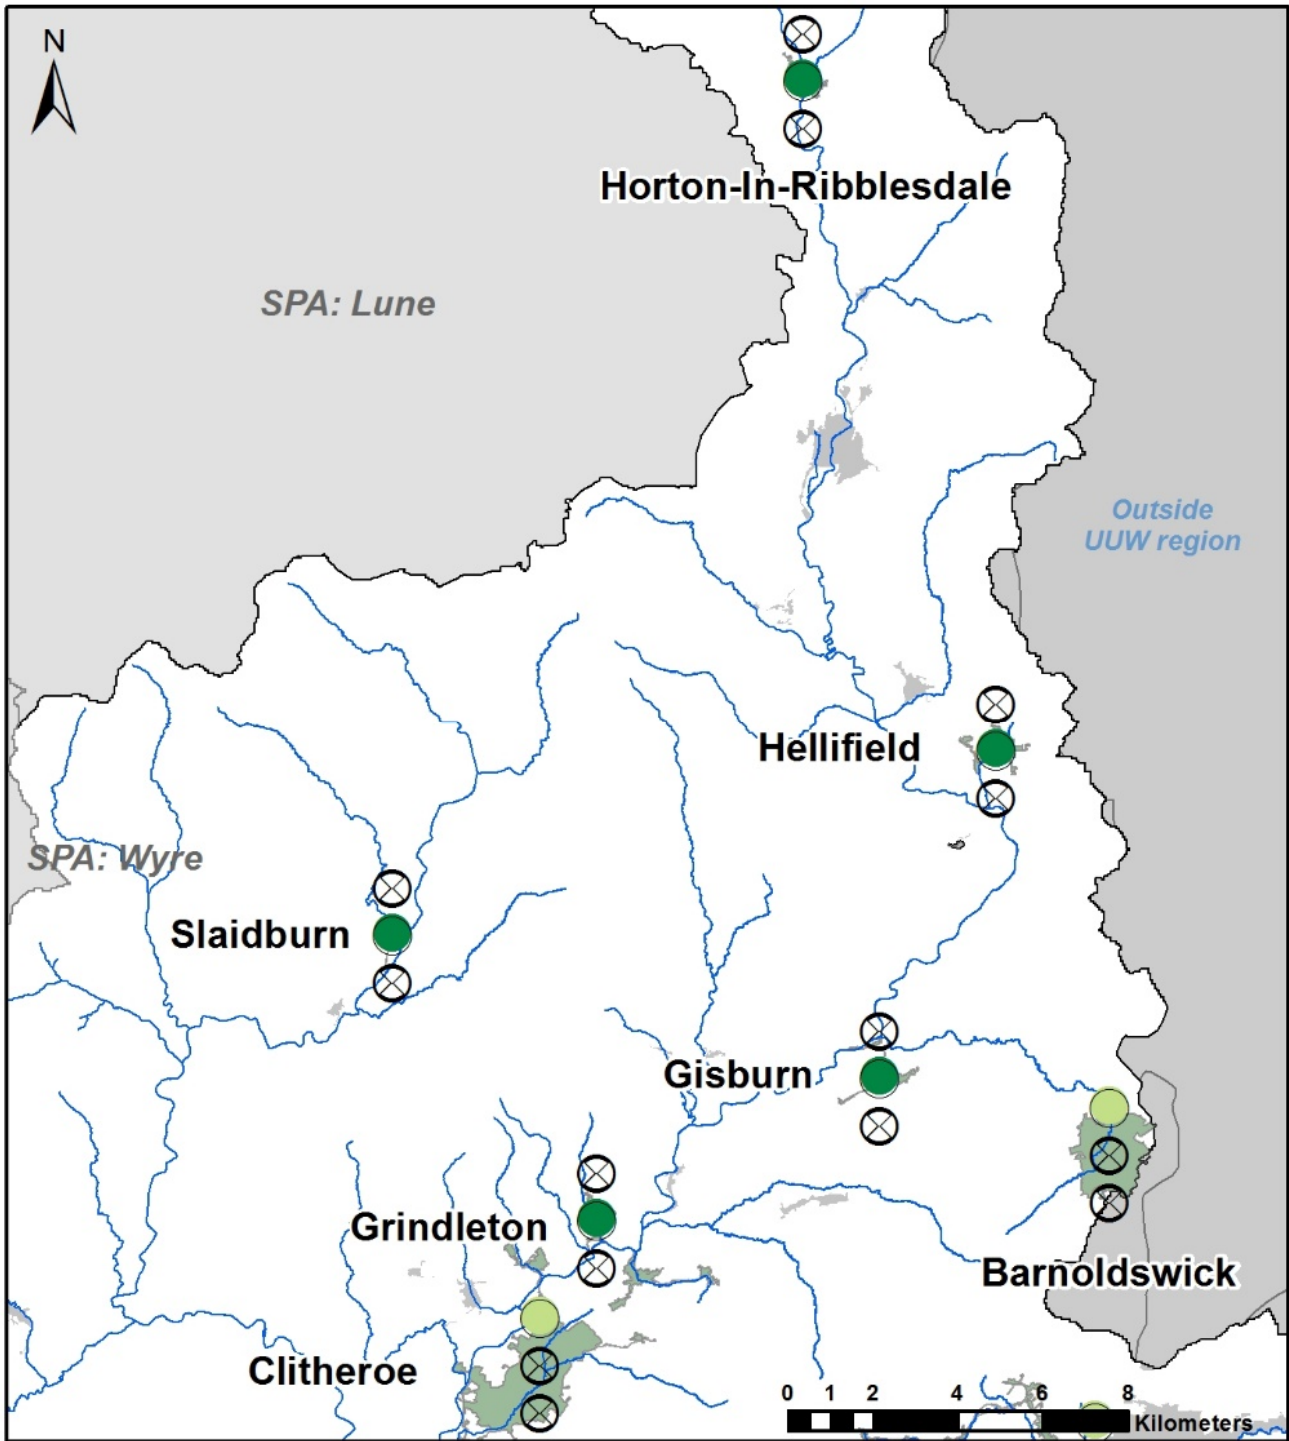 N
Horton-In-Ribblesdale
SPA: Lune
Outside
UUW region
Hellifield
SPA: Wyre
Slaidburn
Gisburn
Grindleton
Barnoldswick
Clitheroe
0 1 2 4 6 8
Kilometers